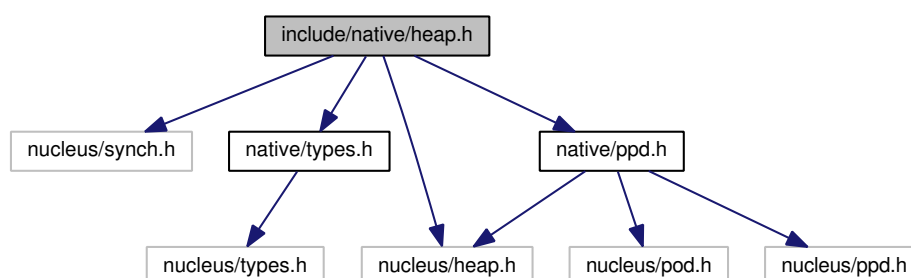 include/native/heap.h
nucleus/synch.h
native/types.h
native/ppd.h
nucleus/types.h
nucleus/heap.h
nucleus/pod.h
nucleus/ppd.h